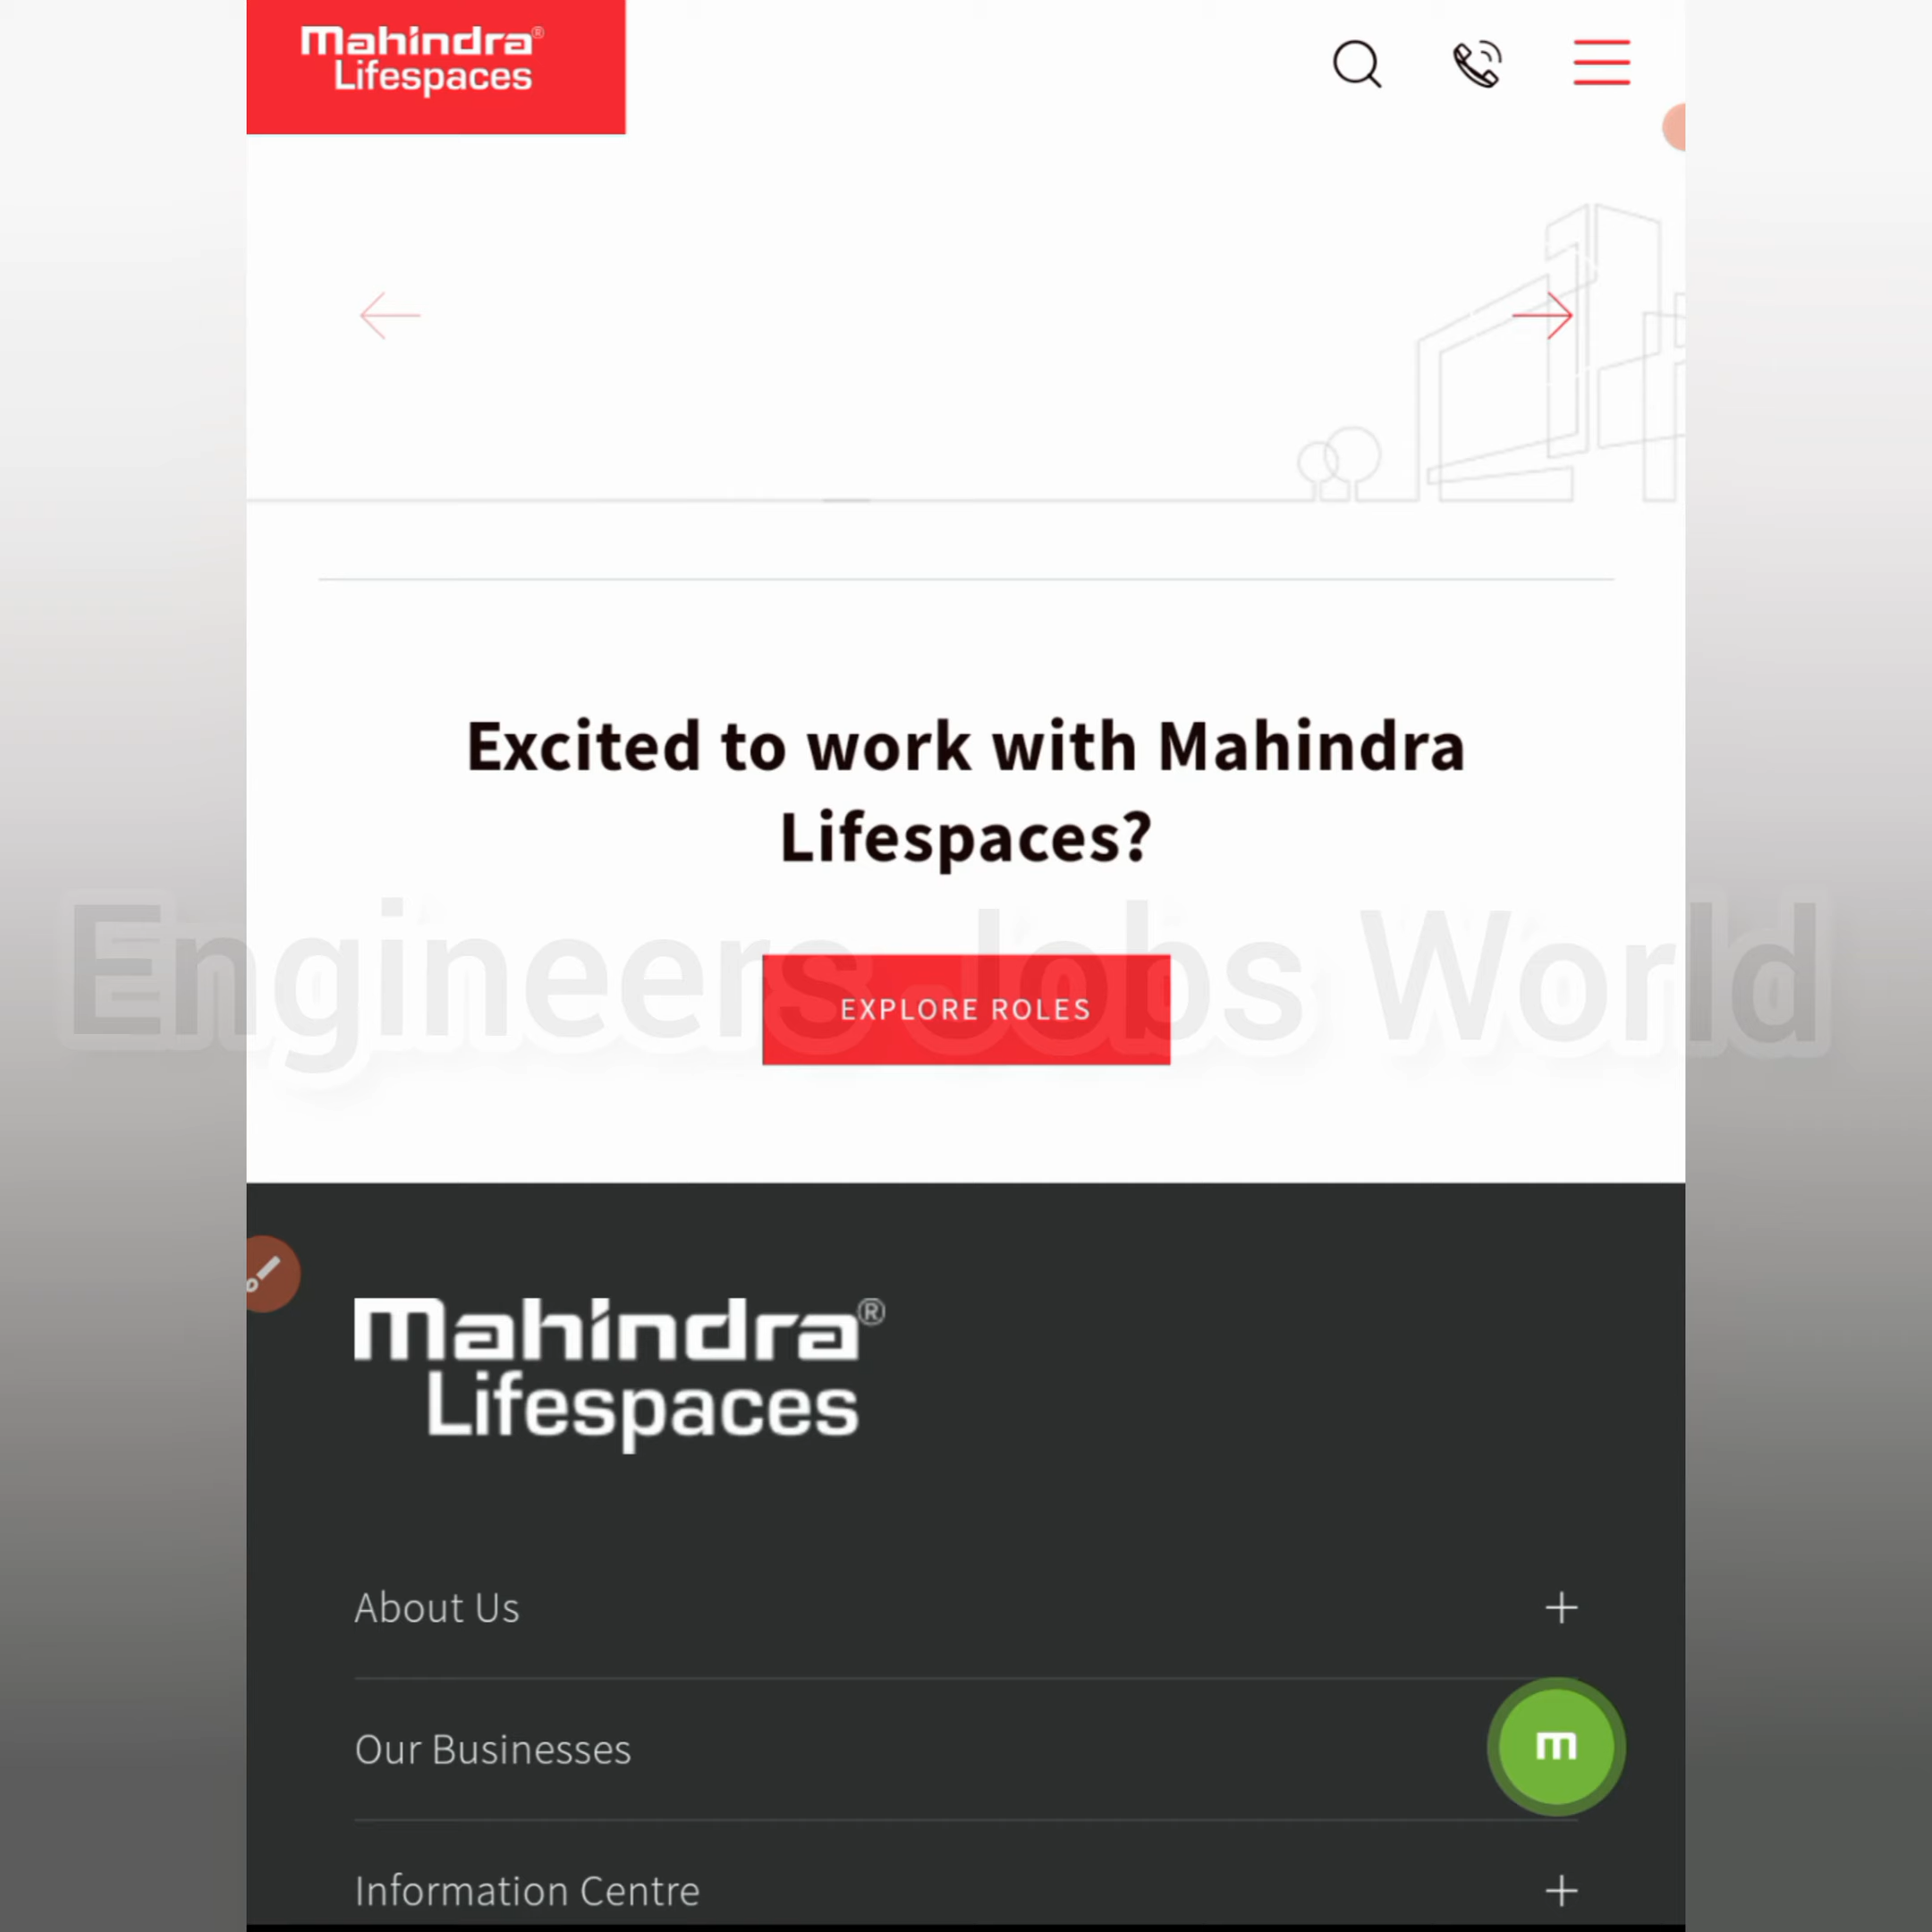 Mahindra®
Lifespaces
Excited to work with Mahindra
Lifespaces?
Engineers Jobs World
EXPLORE ROLES
Mahindra®
Lifespaces
About Us
Our Businesses
m
Information Centre